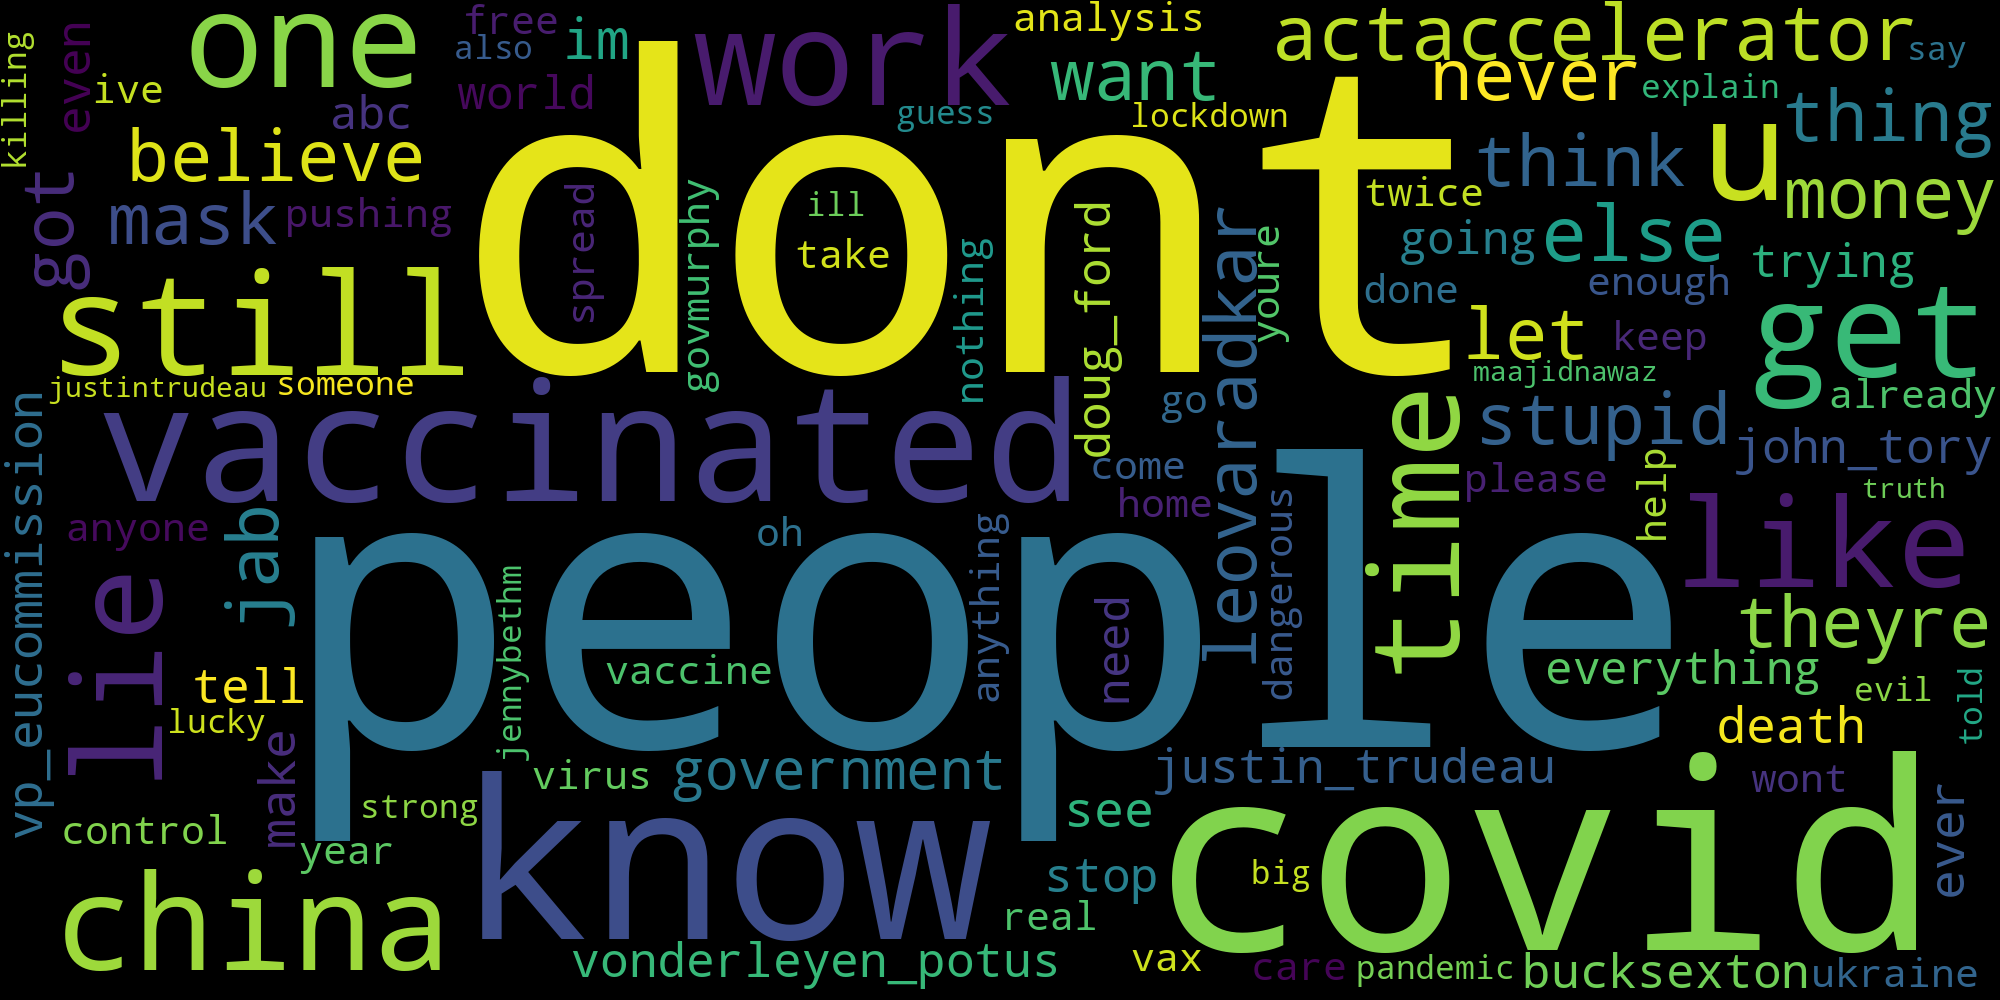 killing
even
ive
one
free
also
im
abc
world
work
analysis
want
guess
lockdown
actaccelerator
say
never
explain
thing
believe
got
mask
pushing
dont
spread
govmurphy
ill
take
nothing
doug_ford
leovaradkar
youre
twice
think
u
money
going
else
done
enough
trying
still
let
keep
get
justintrudeau
someone
maajidnawaz
already
vaccinated
go
time
stupid
john_tory
vp_eucommission
come
home
please
help
truth
like
anyone
jab
lie
people
oh
anything
need
dangerous
jennybethm
vaccine
theyre
everything
evil
told
tell
lucky
make
death
virus
government
justin_trudeau
wont
ever
strong
control
year
know
see
covid
stop
big
china
real
vonderleyen_potus
vax
care
pandemic
bucksexton
ukraine